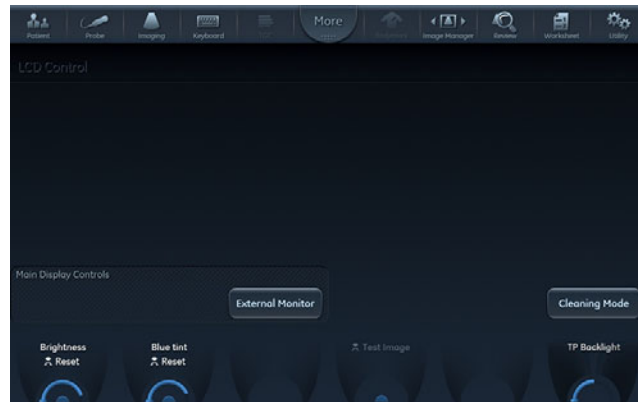 More
Patient Probe Imaging Keyboard Image Manager Review Worksheet Utility
LCD Control
Main Display Controls
External Monitor Cleaning Mode
Brightness Blue tint Test Image TP Backlight
Reset Reset